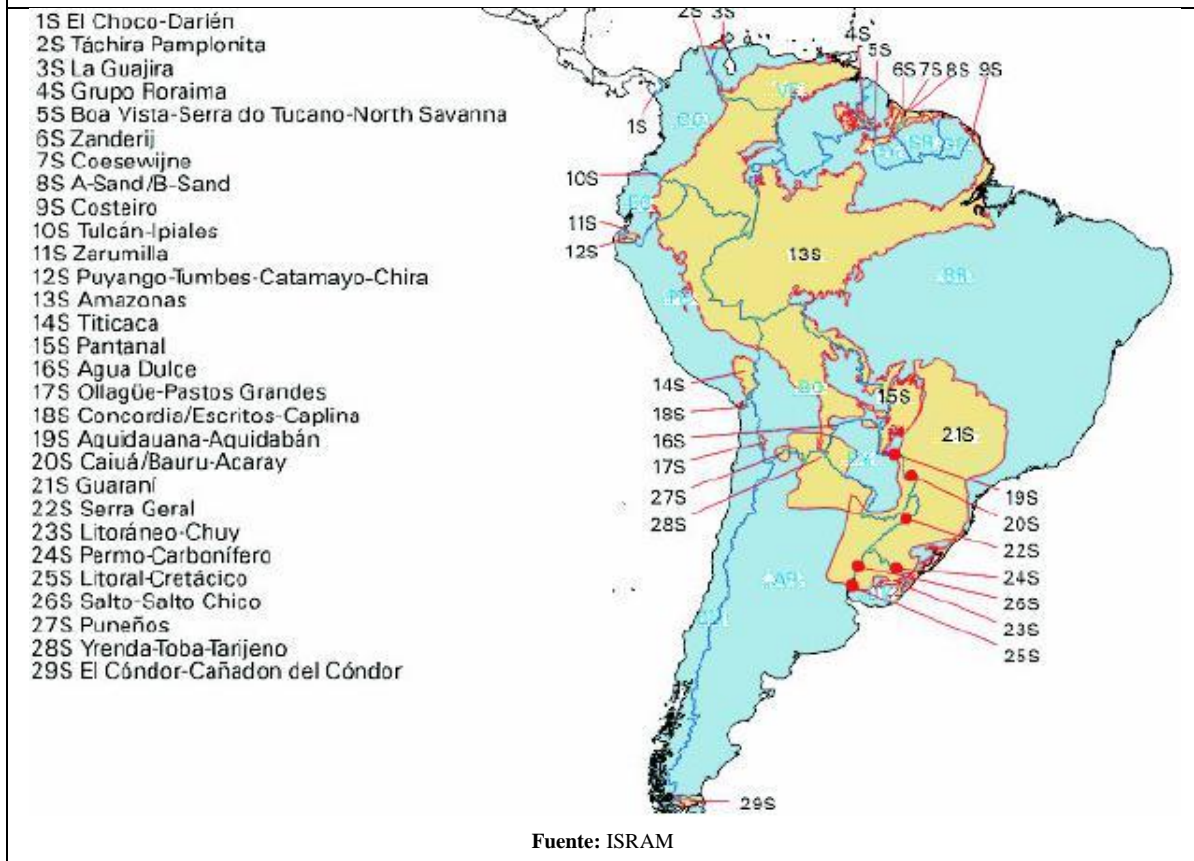 1S El Choco-Darién
2S Táchira Pamplonita
3S La Guajira
4S Grupo Roraima
5S Boa Vista-Serra do Tucano-North Savanna
6S Zanderij
7S Coesewijne
8S A-Sand/B-Sand
9S Costeiro
10S Tulcán-Ipiales
11S Zarumilla
12S Puyango-Tumbes-Catamayo-Chira
13S Amazonas
14S Titicaca
15S Pantanal
16S Agua Dulce
17S Ollagüe-Pastos Grandes
18S Concordia/Escritos-Caplina
19S Aquidauana-Aquidabán
20S Caiuá/Bauru-Acaray
21S Guaraní
22S Serra Geral
23S Litoráneo-Chuy
24S Permo-Carbonífero
25S Litoral-Cretácico
26S Salto-Salto Chico
27S Puneños
28S Yrenda-Toba-Tarijeno
29S El Cóndor-Cañadon del Cóndor
2S 3S
4S
5S
6S 7S 8S 9S
1S
VE
CO
10S
EC
11S
12S
13S
BR
14S
BO
15S
18S
16S
21S
17S
27S
28S
19S
20S
22S
24S
26S
23S
25S
AR
29S
Fuente: ISRAM